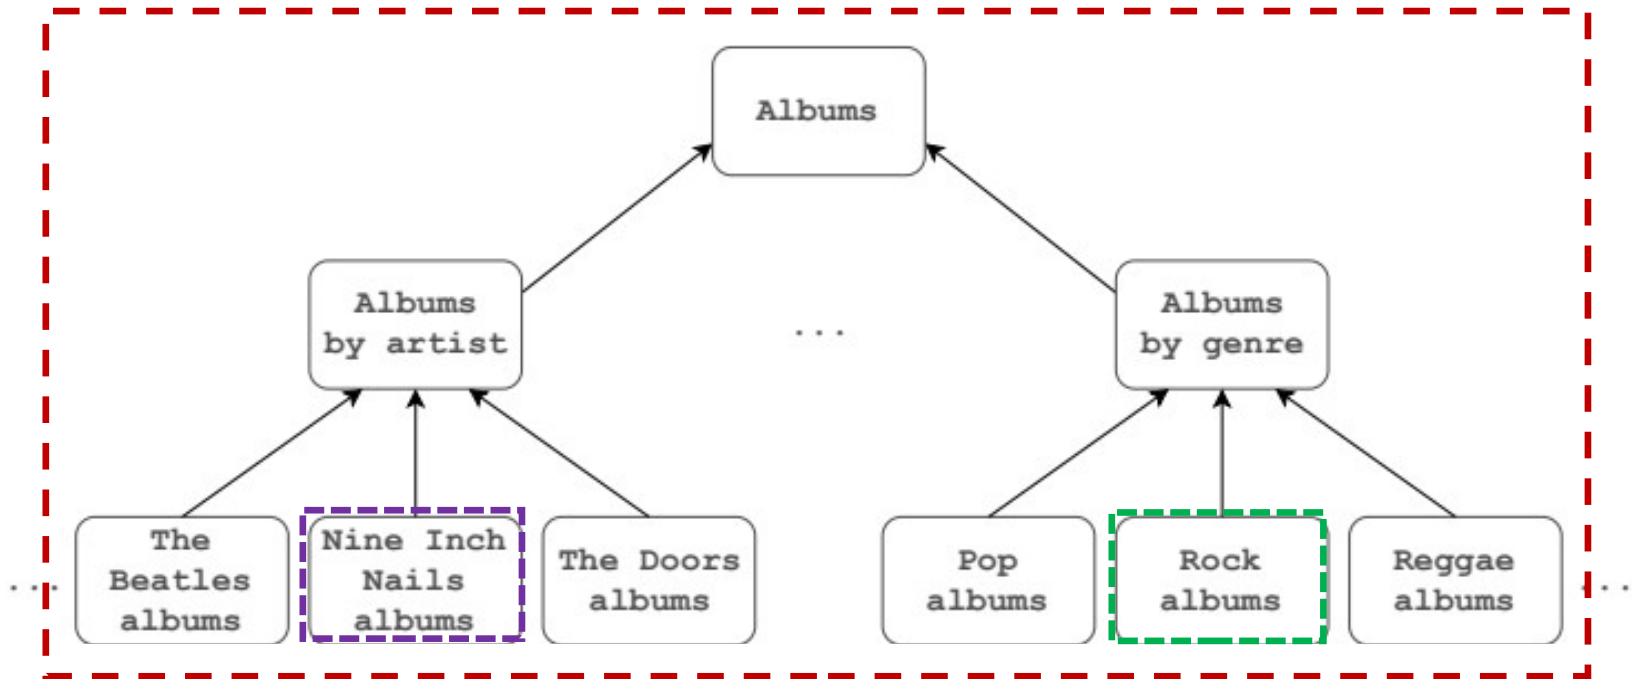 Albums
Albums
by artist
...
Albums
by genre
...
The
Beatles
albums
Nine Inch
Nails
albums
The Doors
albums
Pop
albums
Rock
albums
Reggae
albums
...